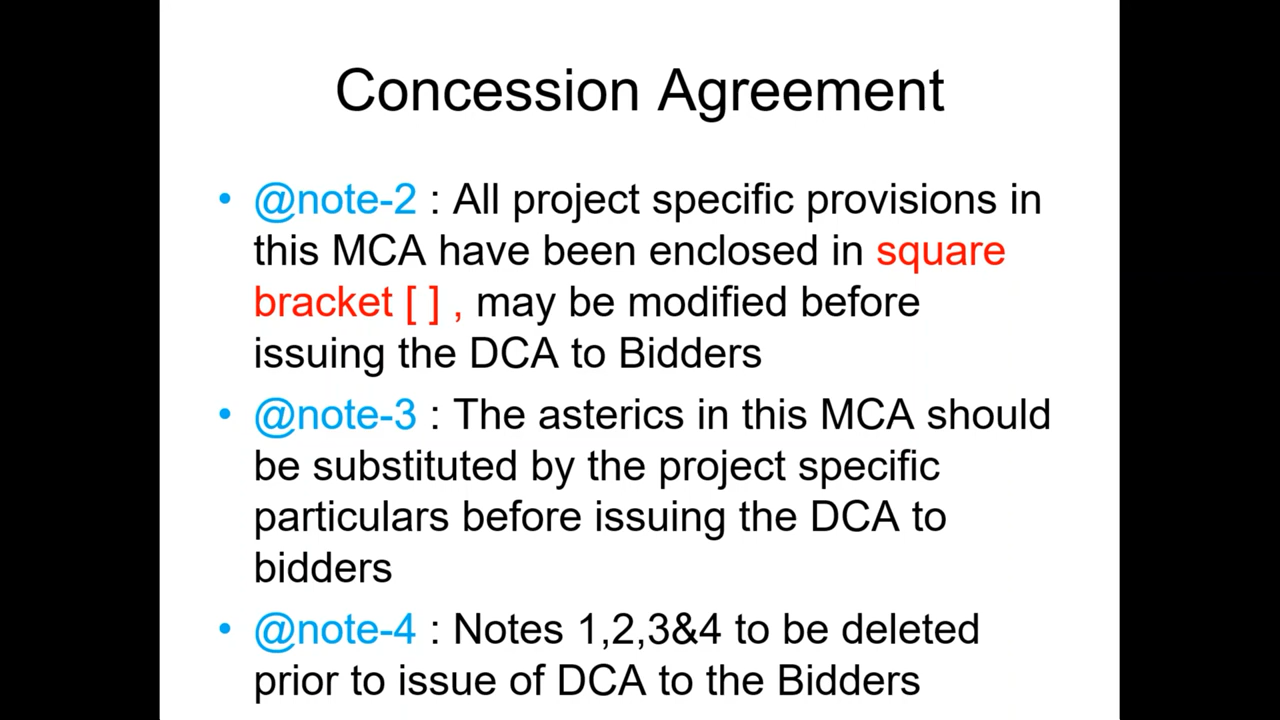 Concession Agreement
• @note-2 : All project specific provisions in
this MCA have been enclosed in square
bracket [ ] , may be modified before
issuing the DCA to Bidders
• @note-3 : The asterics in this MCA should
be substituted by the project specific
particulars before issuing the DCA to
bidders
• @note-4 : Notes 1,2,3&4 to be deleted
prior to issue of DCA to the Bidders